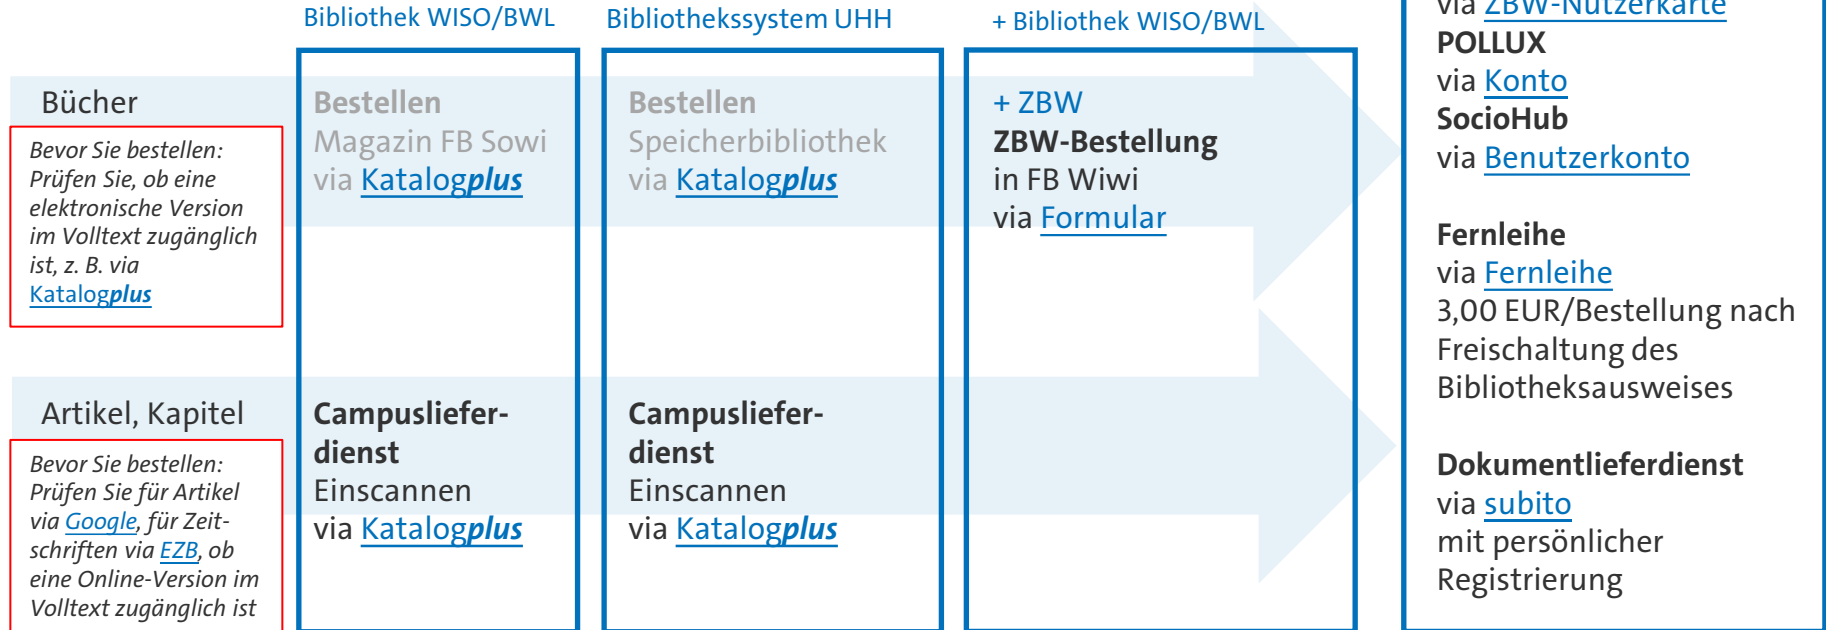 Bibliothek WISO/BWL
Bibliothekssystem UHH
+ Bibliothek WISO/BWL
Bücher
Bevor Sie bestellen:
Prüfen Sie, ob eine
elektronische Version
im Volltext zugänglich
ist, z. B. via
Katalogplus
Bestellen
Magazin FB Sowi
via Katalogplus
Bestellen
Speicherbibliothek
via Katalogplus
+ ZBW
ZBW-Bestellung
in FB Wiwi
via Formular
Artikel, Kapitel
Bevor Sie bestellen:
Prüfen Sie für Artikel
via Google, für Zeit-
schriften via EZB, ob
eine Online-Version im
Volltext zugänglich ist
Campusliefer-
dienst
Einscannen
via Katalogplus
Campusliefer-
dienst
Einscannen
via Katalogplus
via ZBW-Nutzerkarte
POLLUX
via Konto
SocioHub
via Benutzerkonto
Fernleihe
via Fernleihe
3,00 EUR/Bestellung nach
Freischaltung des
Bibliotheksausweises
Dokumentlieferdienst
via subito
mit persönlicher
Registrierung